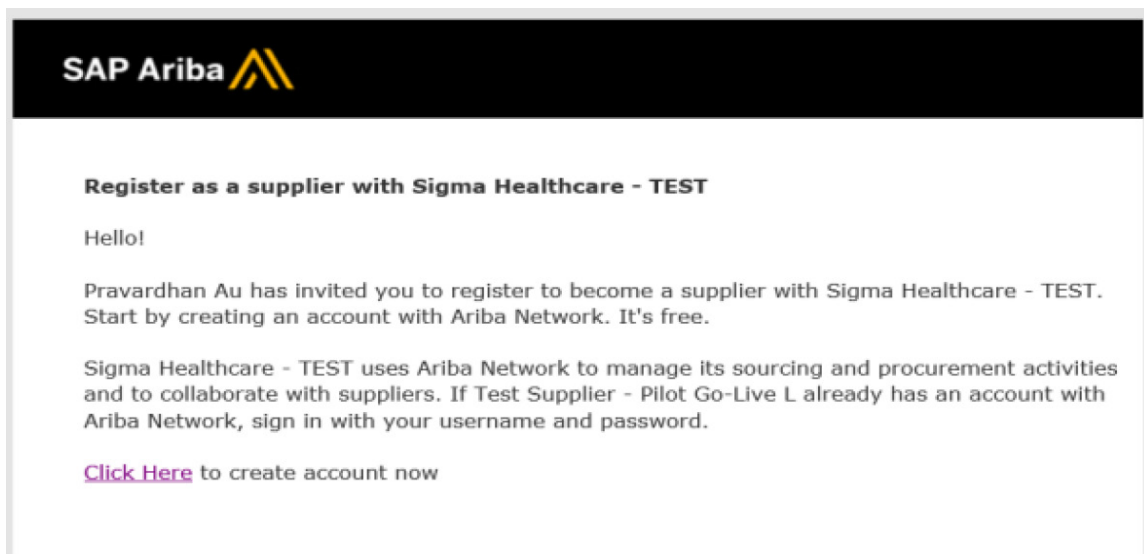 SAP Ariba
Register as a supplier with Sigma Healthcare - TEST
Hello!
Pravardhan Au has invited you to register to become a supplier with Sigma Healthcare - TEST.
Start by creating an account with Ariba Network. It's free.
Sigma Healthcare - TEST uses Ariba Network to manage its sourcing and procurement activities
and to collaborate with suppliers. If Test Supplier - Pilot Go-Live L already has an account with
Ariba Network, sign in with your username and password.
Click Here to create account now